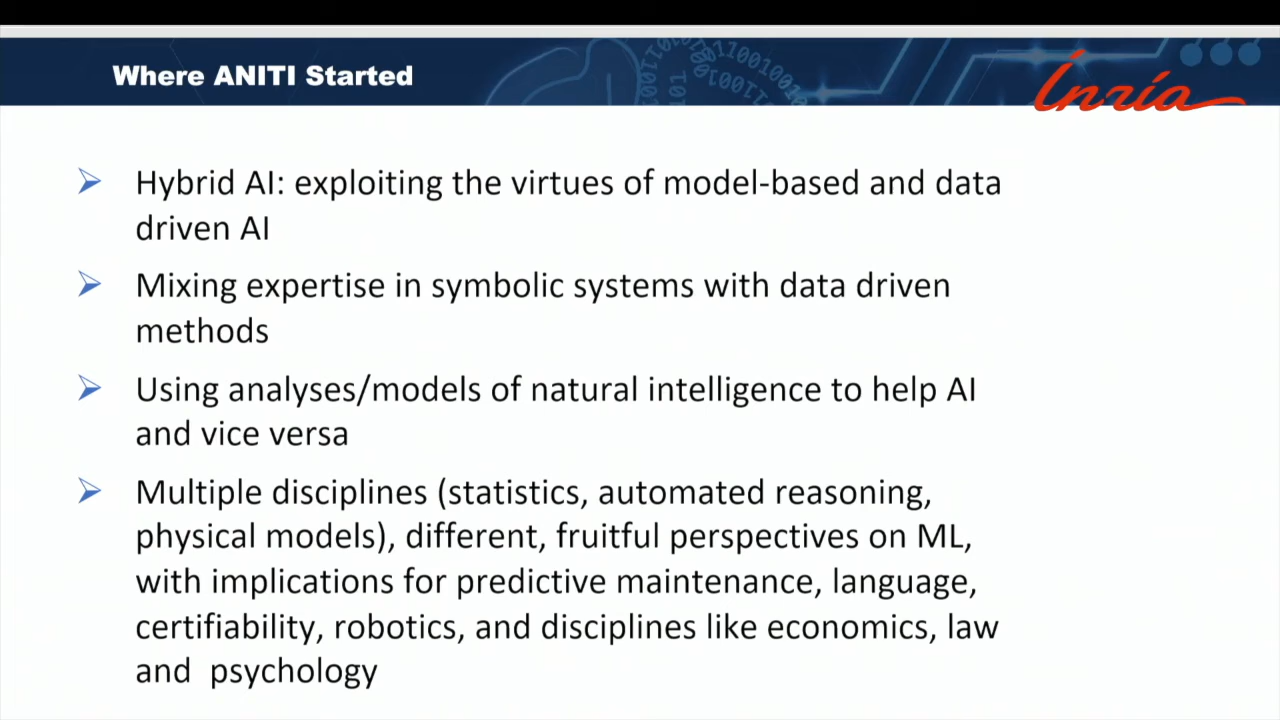 Where ANITI Started
Inria
Hybrid AI: exploiting the virtues of model-based and data
driven AI
Mixing expertise in symbolic systems with data driven
methods
Using analyses/models of natural intelligence to help AI
and vice versa
Multiple disciplines (statistics, automated reasoning,
physical models), different, fruitful perspectives on ML,
with implications for predictive maintenance, language,
certifiability, robotics, and disciplines like economics, law
and  psychology